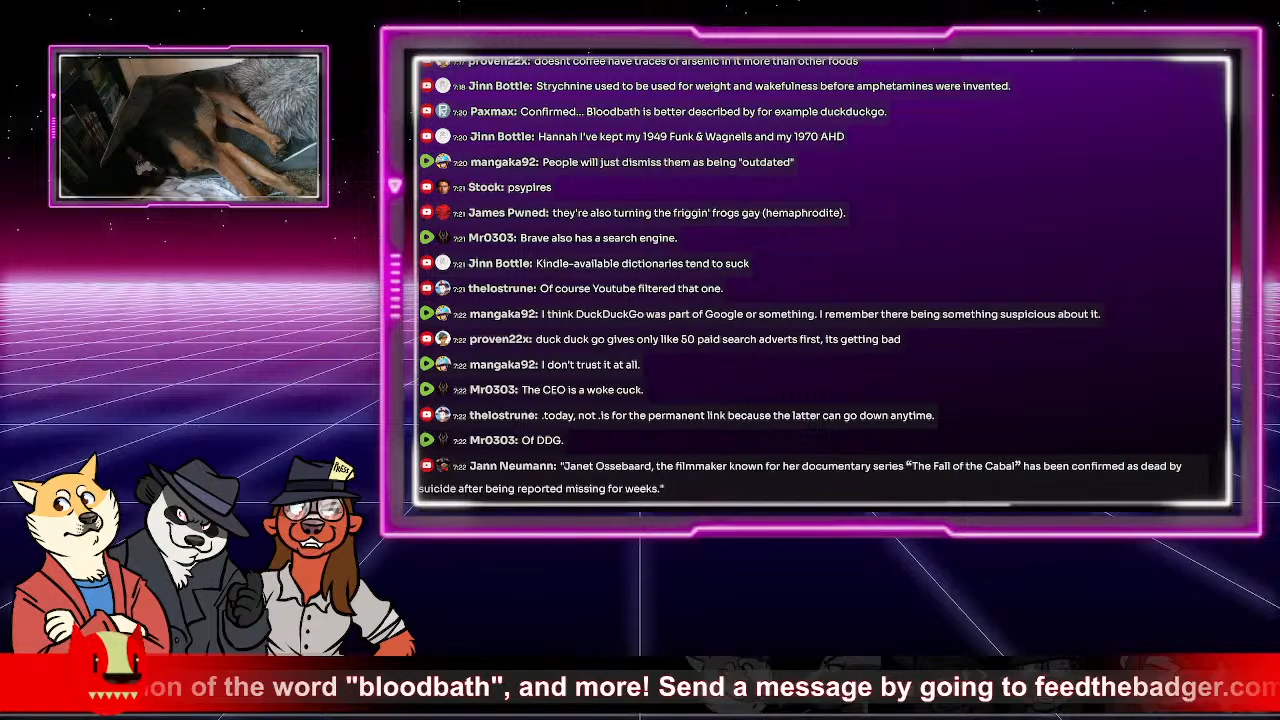 7:17 proven22x: doesnt coffee have traces of arsenic in it more than other foods
7:18 Jinn Bottle: Strychnine used to be used for weight and wakefulness before amphetamines were invented.
7:20 Paxmax: Confirmed... Bloodbath is better described by for example duckduckgo.
7:20 Jinn Bottle: Hannah I've kept my 1949 Funk & Wagnells and my 1970 AHD
7:20 mangaka92: People will just dismiss them as being "outdated"
7:21 Stock: psypires
7:21 James Pwned: they're also turning the friggin' frogs gay (hemaphrodite).
7:21 Mr0303: Brave also has a search engine.
7:21 Jinn Bottle: Kindle-available dictionaries tend to suck
7:21 thelostrune: Of course Youtube filtered that one.
7:22 mangaka92: I think DuckDuckGo was part of Google or something. I remember there being something suspicious about it.
7:22 proven22x: duck duck go gives only like 50 paid search adverts first, its getting bad
7:22 mangaka92: I don't trust it at all.
7:22 Mr0303: The CEO is a woke cuck.
7:22 thelostrune: .today, not .is for the permanent link because the latter can go down anytime.
7:22 Mr0303: Of DDG.
7:22 Jann Neumann: "Janet Ossebaard, the filmmaker known for her documentary series “The Fall of the Cabal” has been confirmed as dead by
suicide after being reported missing for weeks."
PRESS
ion of the word "bloodbath", and more! Send a message by going to feedthebadger.com